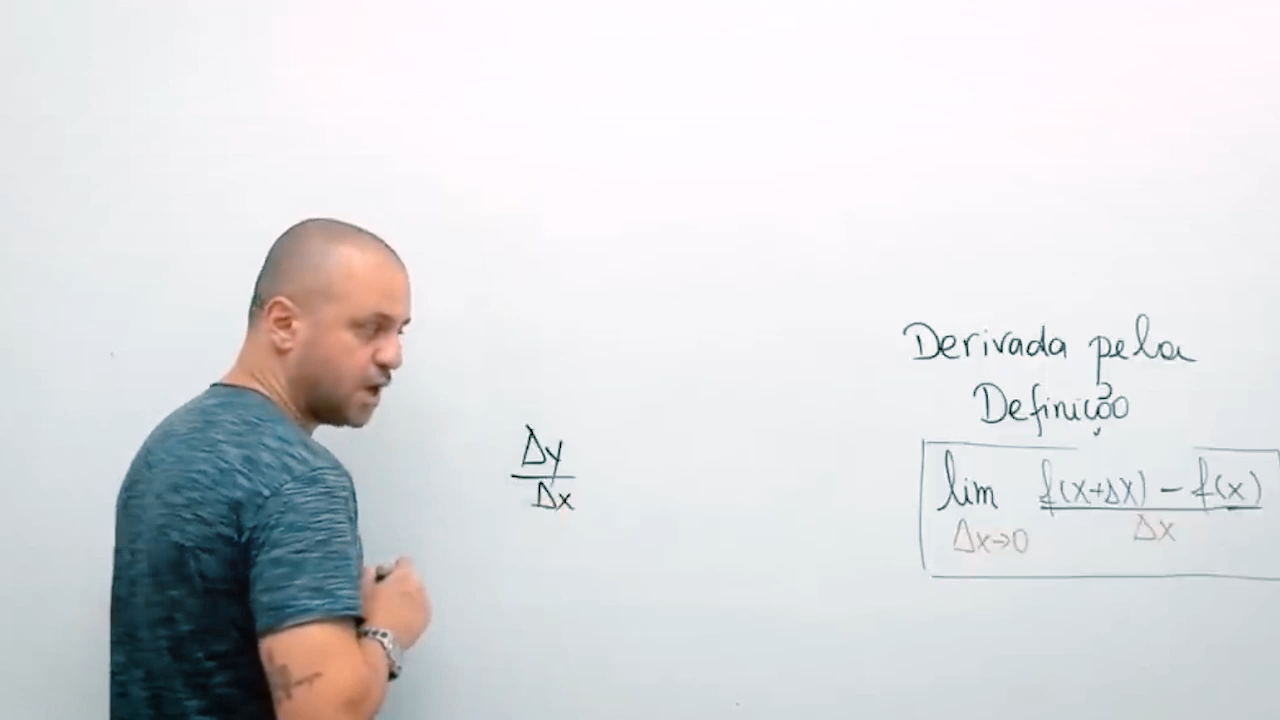 Δy
Δx
Derivada pela
Definição
lim f(x+Δx) - f(x)
Δx→0 Δx